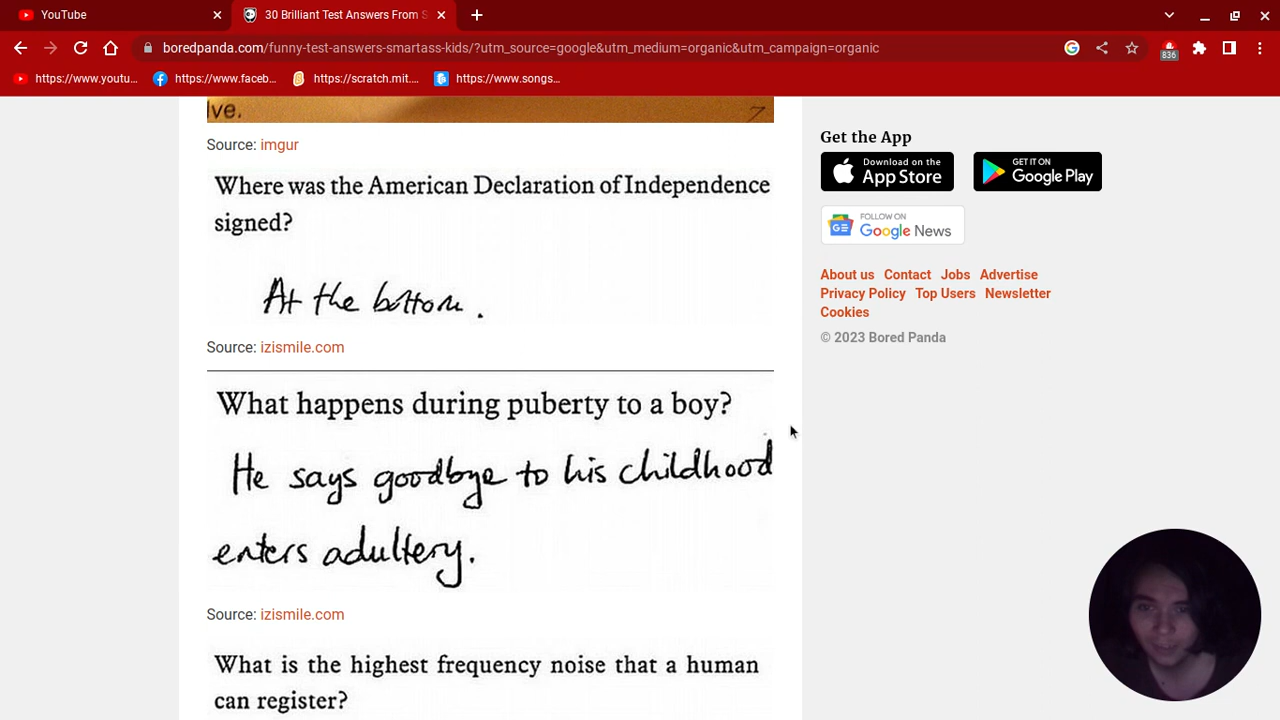 YouTube
30 Brilliant Test Answers From S
boredpanda.com/funny-test-answers-smartass-kids/?utm_source=google&utm_medium=organic&utm_campaign=organic
836
https://www.youtu...
https://www.faceb...
https://scratch.mit....
https://www.songs...
ve.
Source: imgur
Where was the American Declaration of Independence
signed?
At the bottom.
Source: izismile.com
What happens during puberty to a boy?
He says goodbye to his childhood
enters adultery.
Source: izismile.com
What is the highest frequency noise that a human
can register?
Get the App
Download on the
App Store
GET IT ON
Google Play
FOLLOW ON
GE
Google News
About us Contact Jobs Advertise
Privacy Policy Top Users Newsletter
Cookies
© 2023 Bored Panda